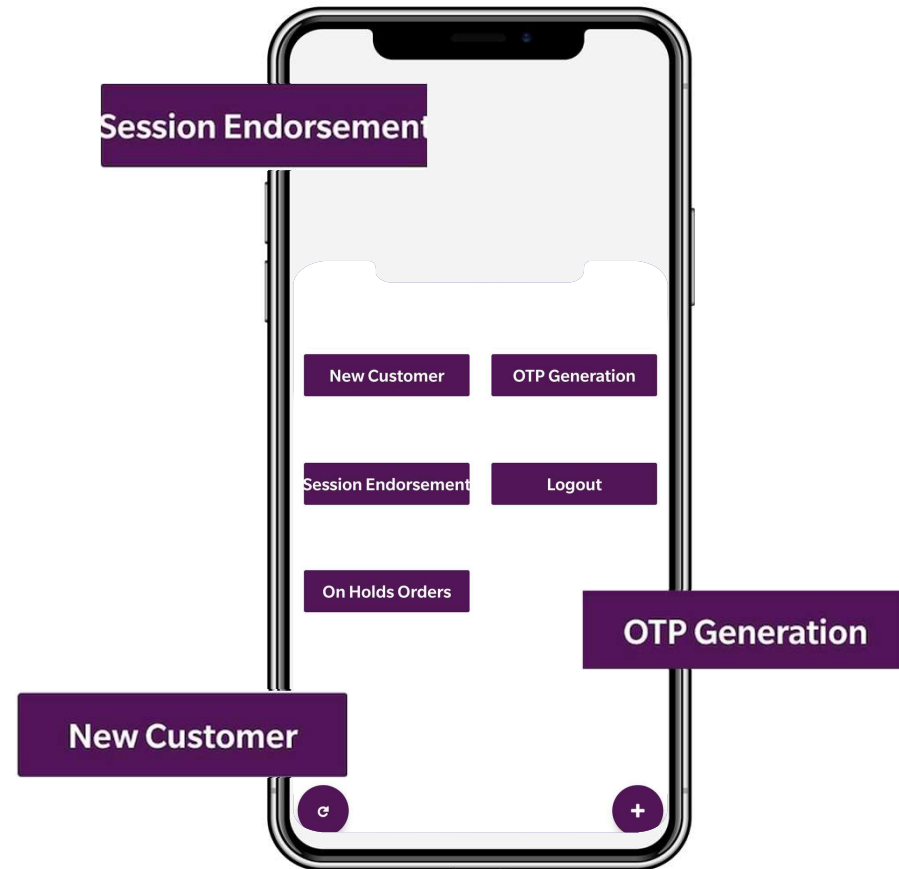 Session Endorsement
New Customer
OTP Generation
Session Endorsement
Logout
On Holds Orders
OTP Generation
New Customer